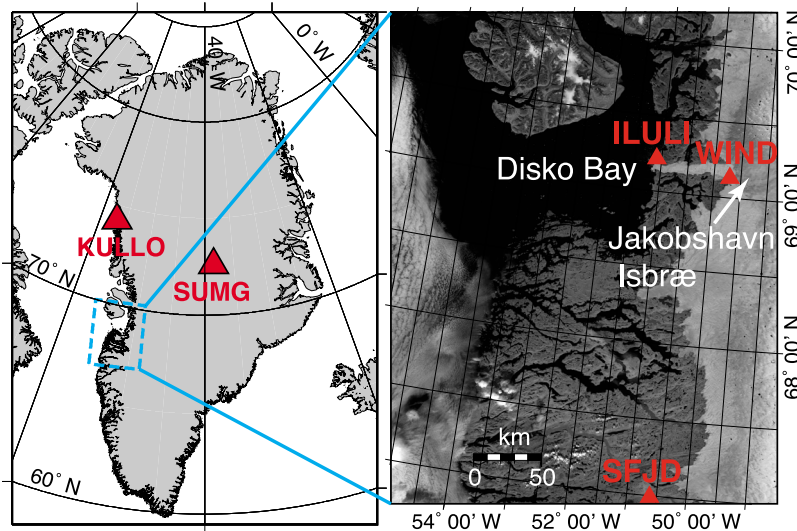 0° W
40° W
KULLO
SUMG
70° N
60° N
ILULI
WIND
Disko Bay
Jakobshavn
Isbræ
km
0 50
SFJD
70° 00' N
69° 00' N
68° 00' N
54° 00' W 52° 00' W 50° 00' W